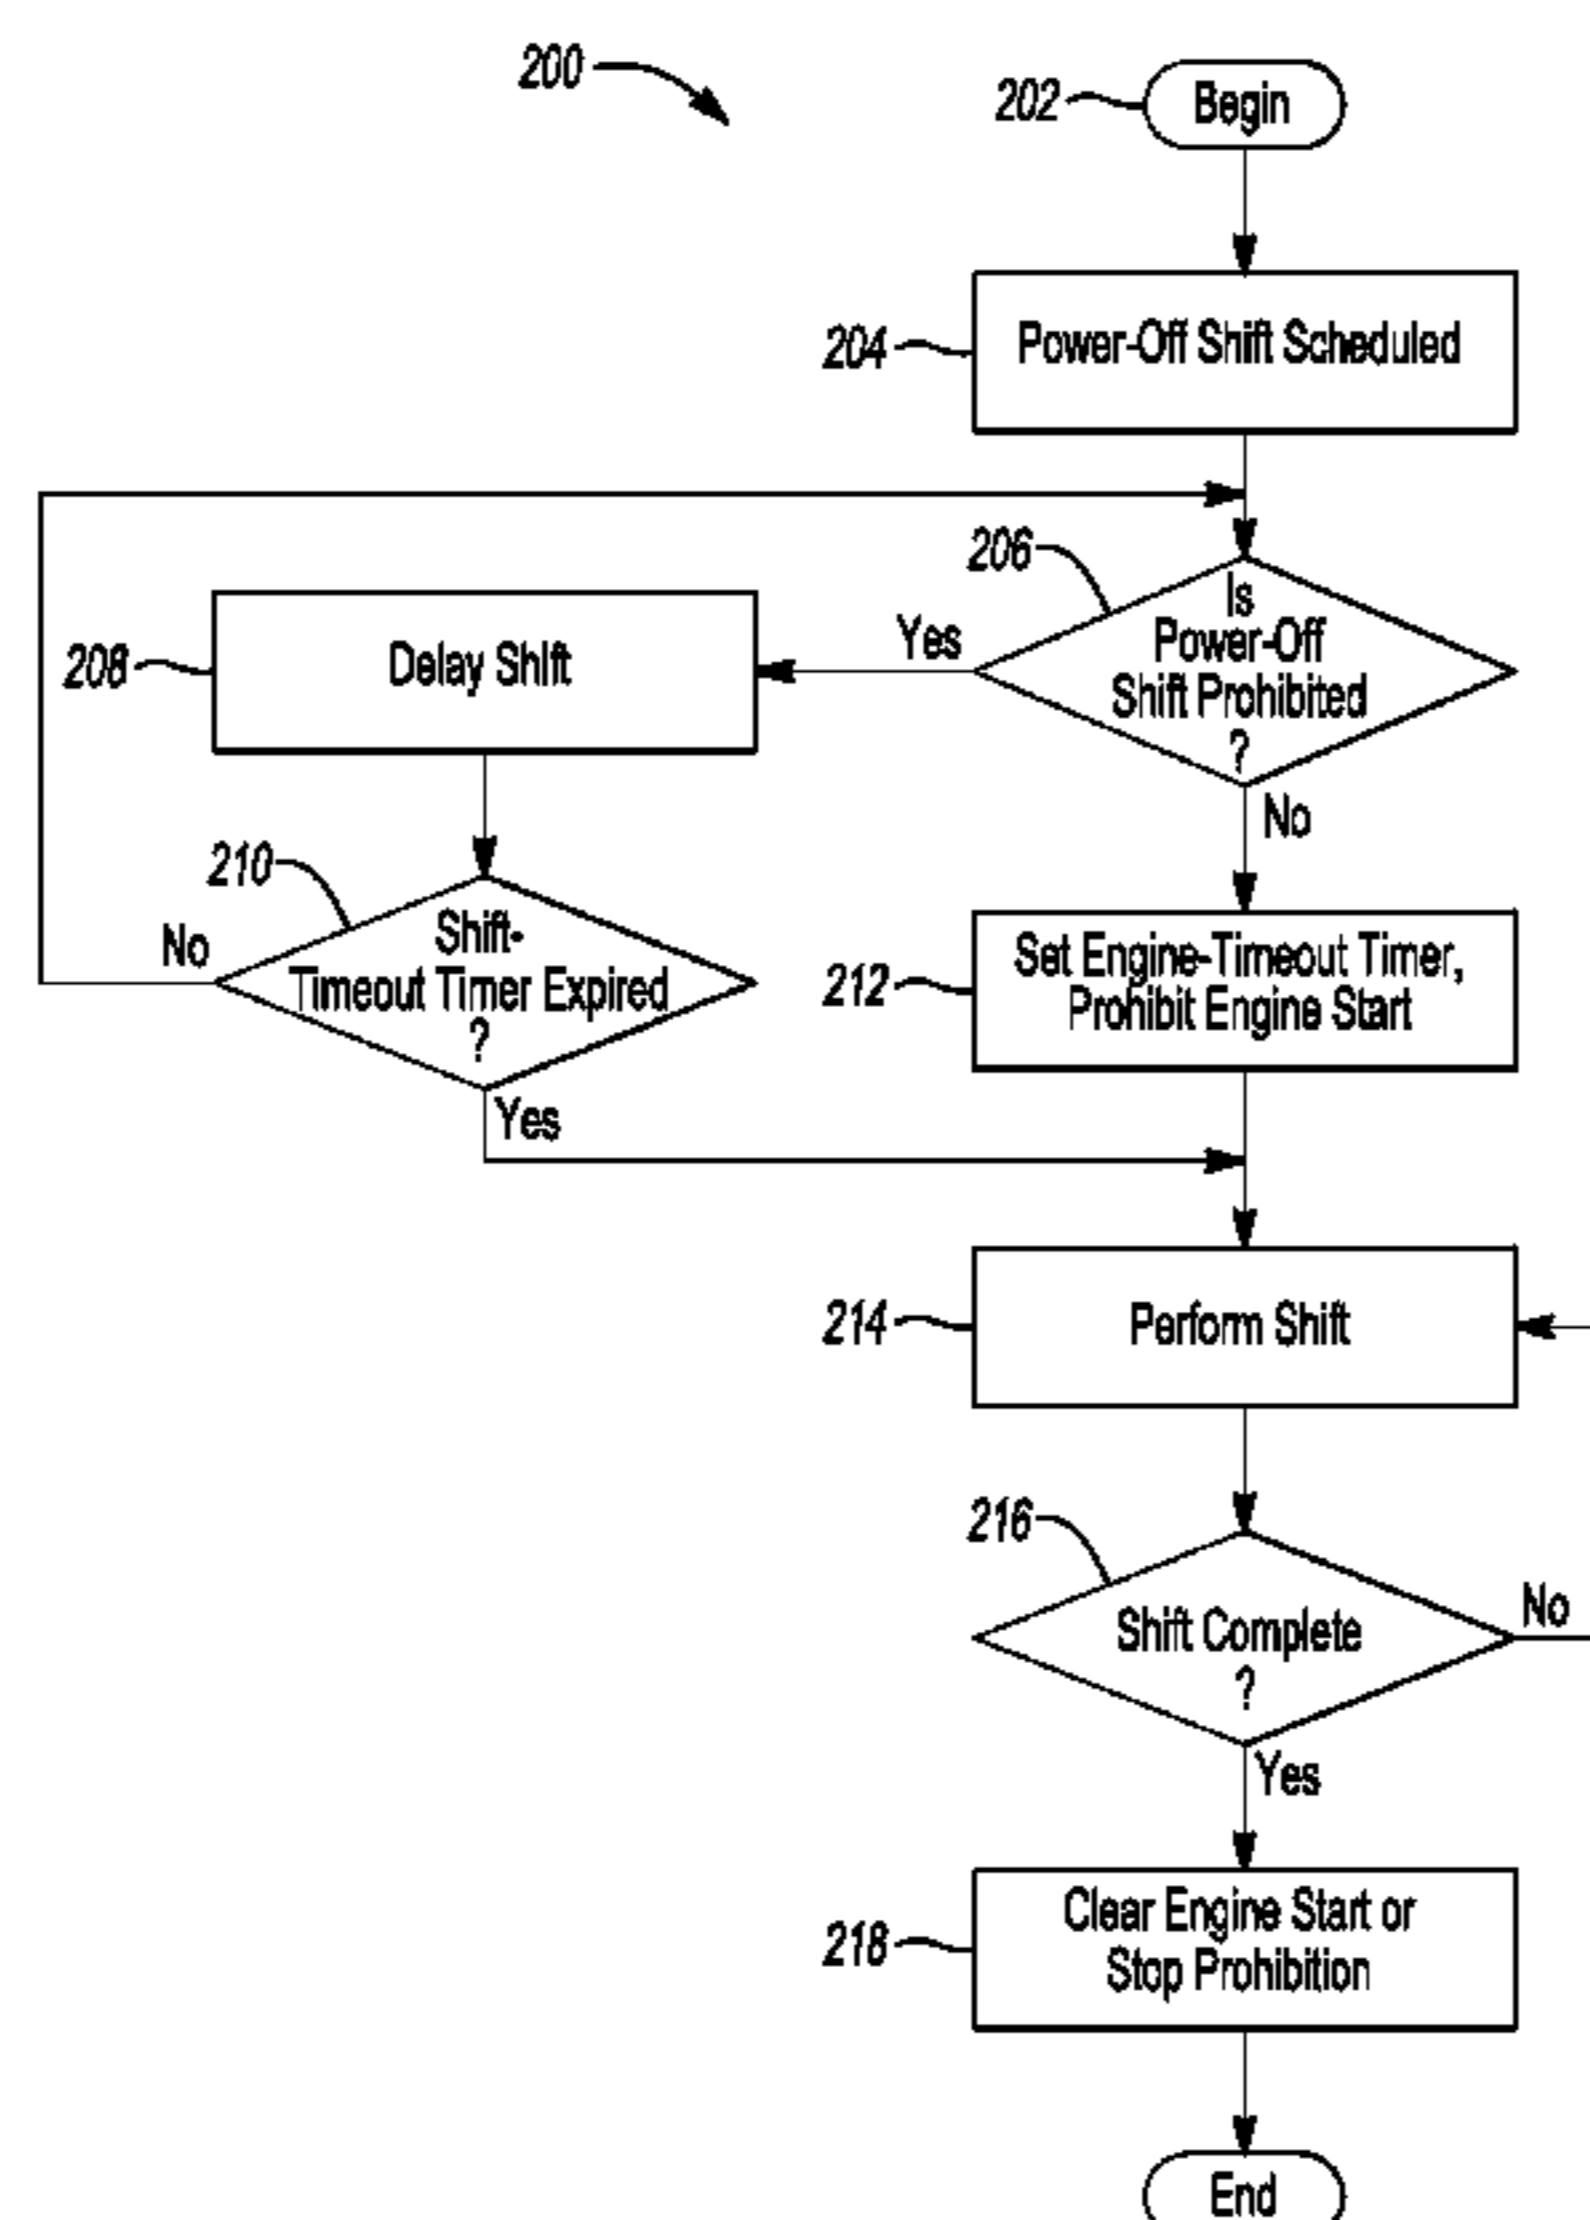 200
202
Begin
204
Power-Off Shift Scheduled
206
Is
Power-Off
Shift Prohibited
?
Yes
No
208
Delay Shift
210
Shift-
Timeout Timer Expired
?
No
Yes
212
Set Engine-Timeout Timer,
Prohibit Engine Start
214
Perform Shift
216
Shift Complete
?
No
Yes
218
Clear Engine Start or
Stop Prohibition
End